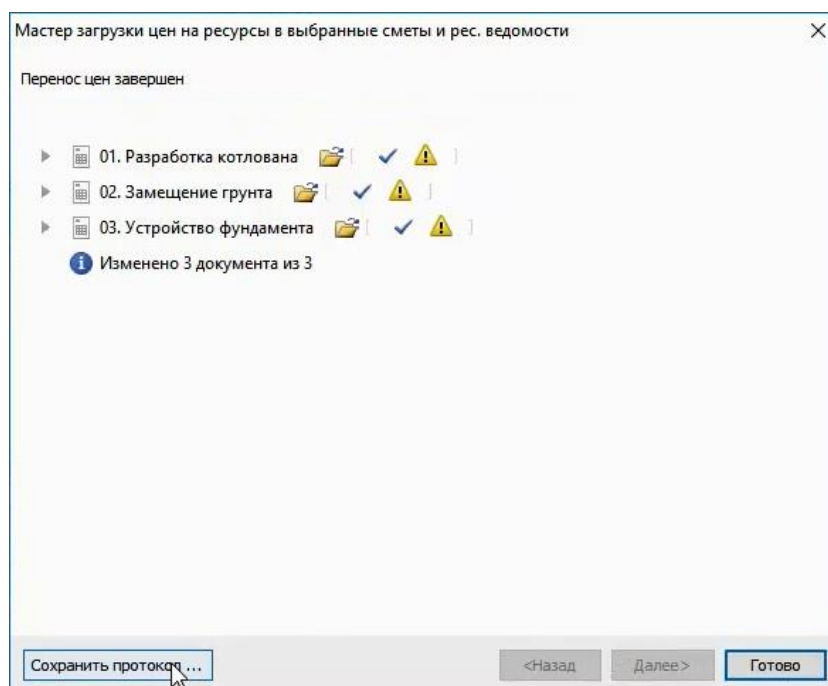 Мастер загрузки цен на ресурсы в выбранные сметы и рес. ведомости
Перенос цен завершен
01. Разработка котлована [ ]
02. Замещение грунта [ ]
03. Устройство фундамента [ ]
Изменено 3 документа из 3
Сохранить протокол ... <Назад Далее> Готово